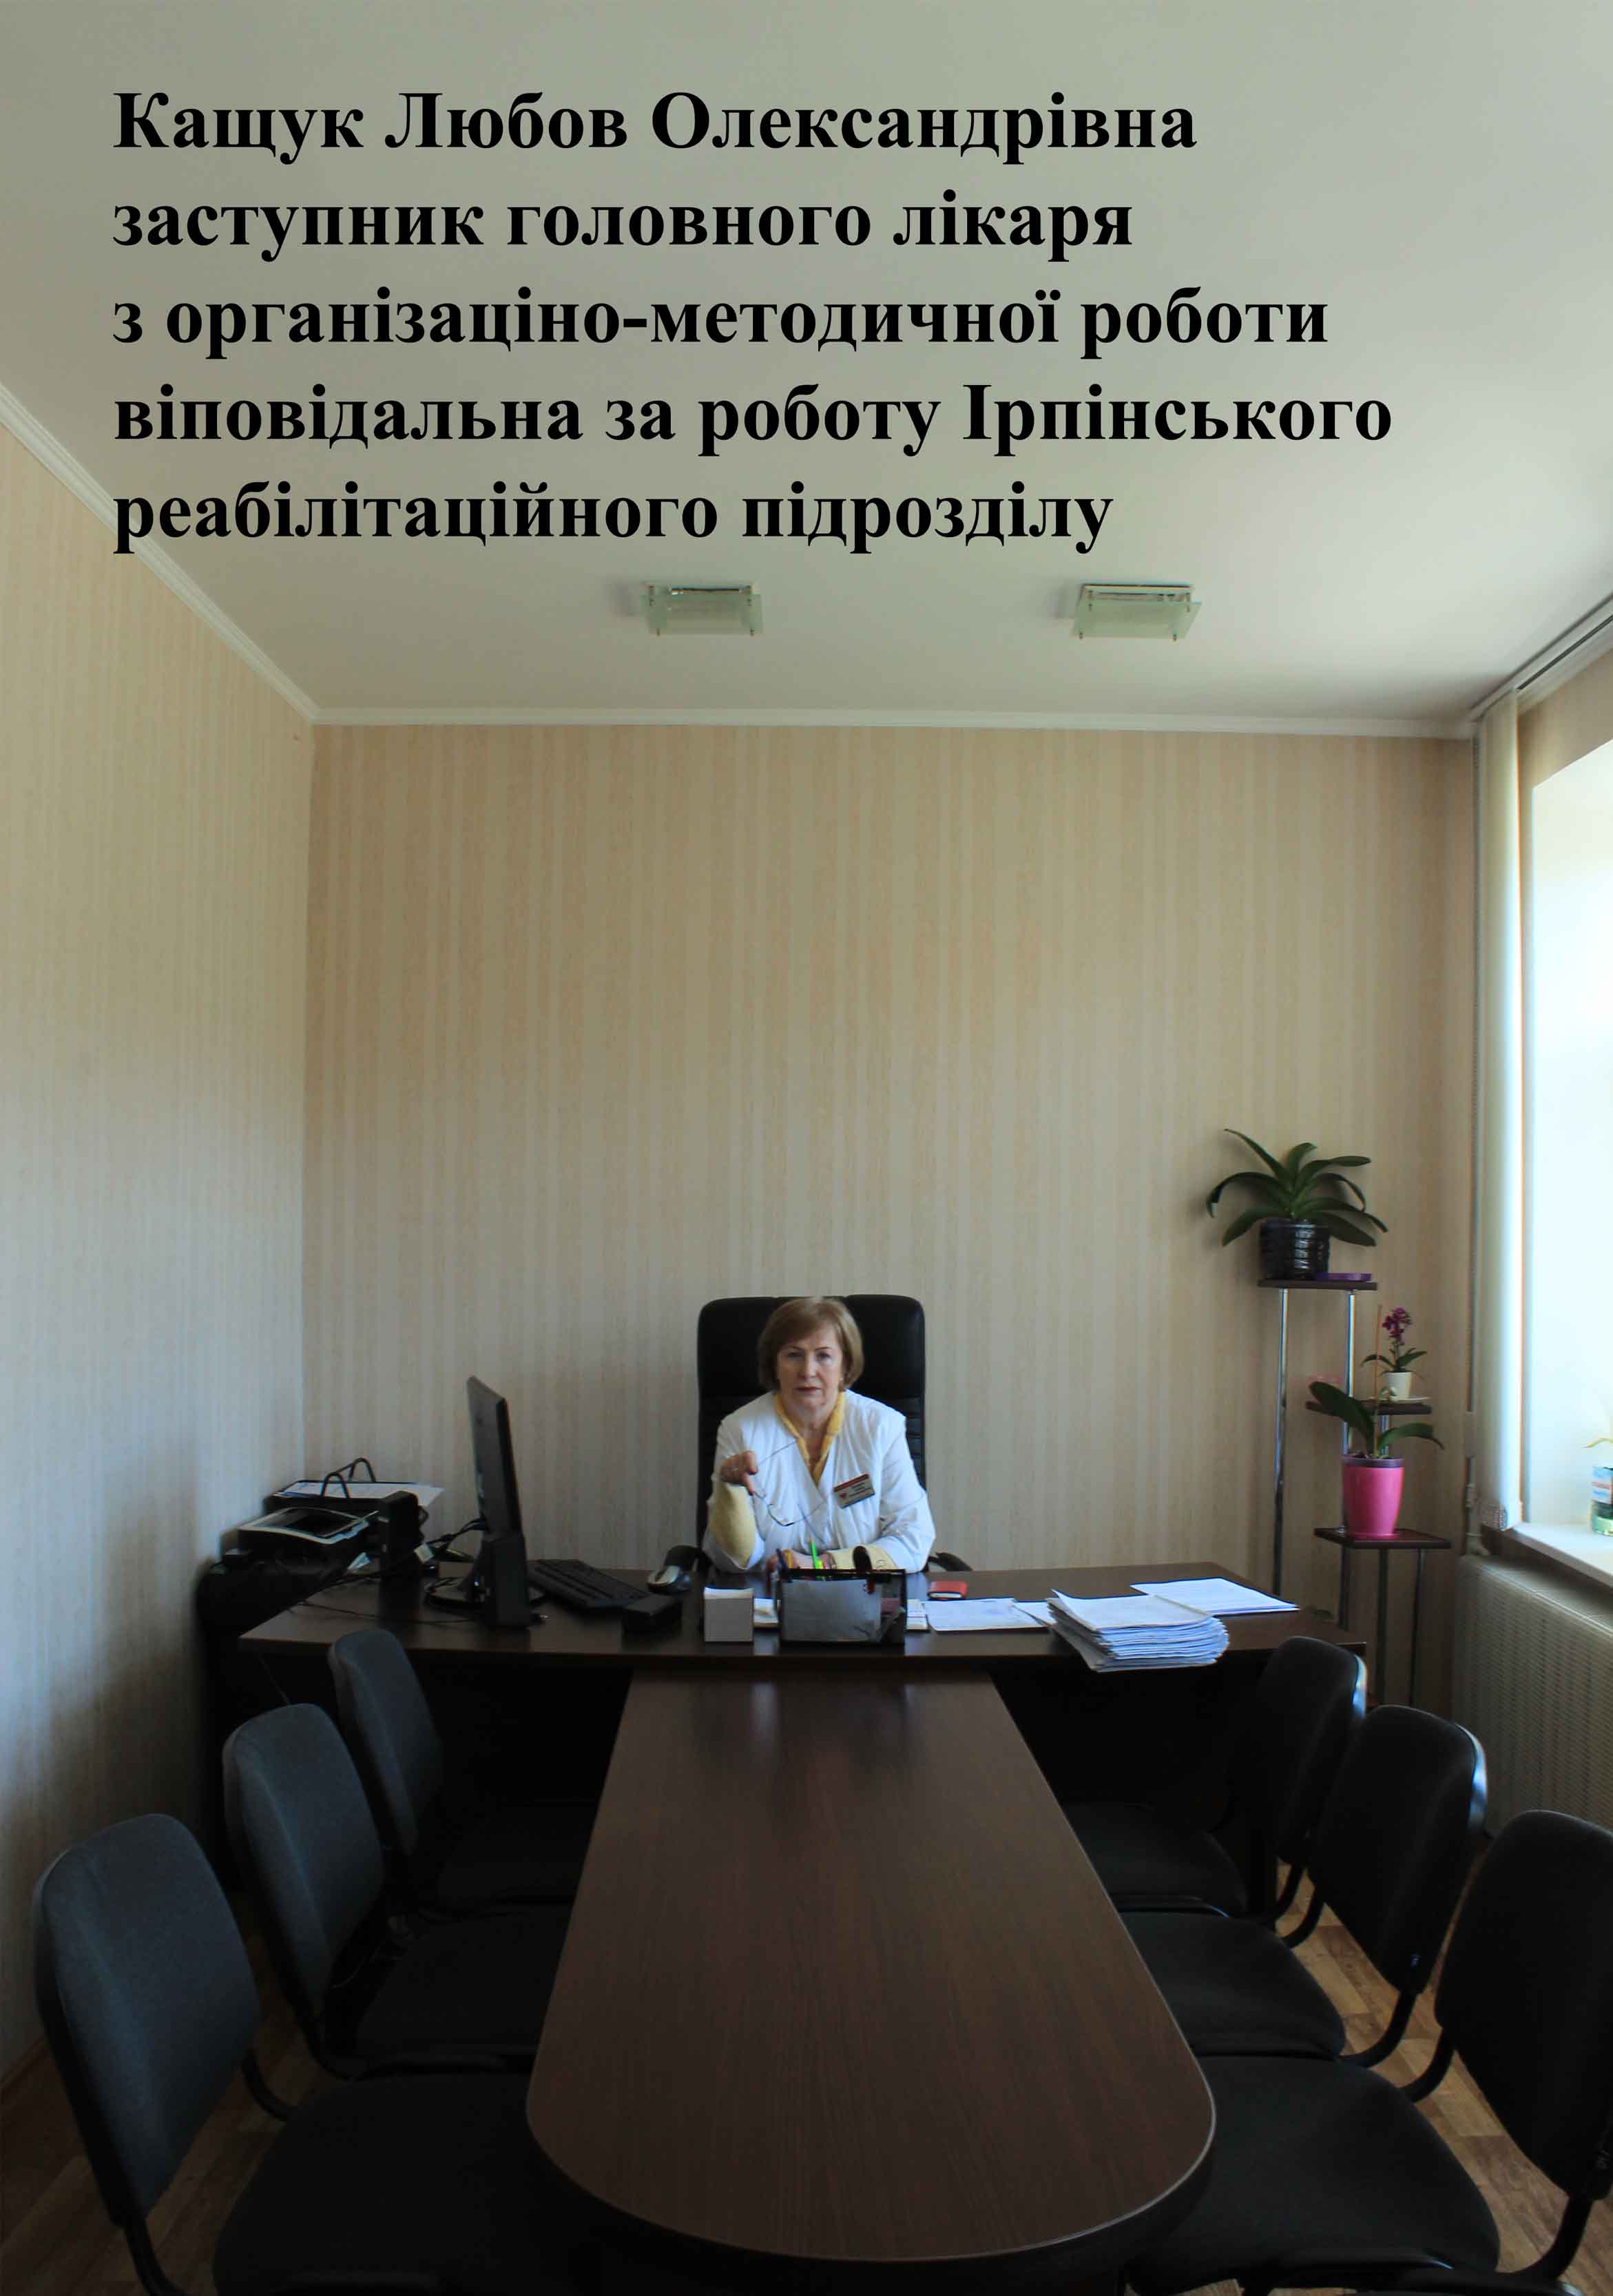 Кащук Любов Олександрівна
заступник головного лікаря
з організаціно-методичної роботи
віповідальна за роботу Ірпінського
реабілітаційного підрозділу